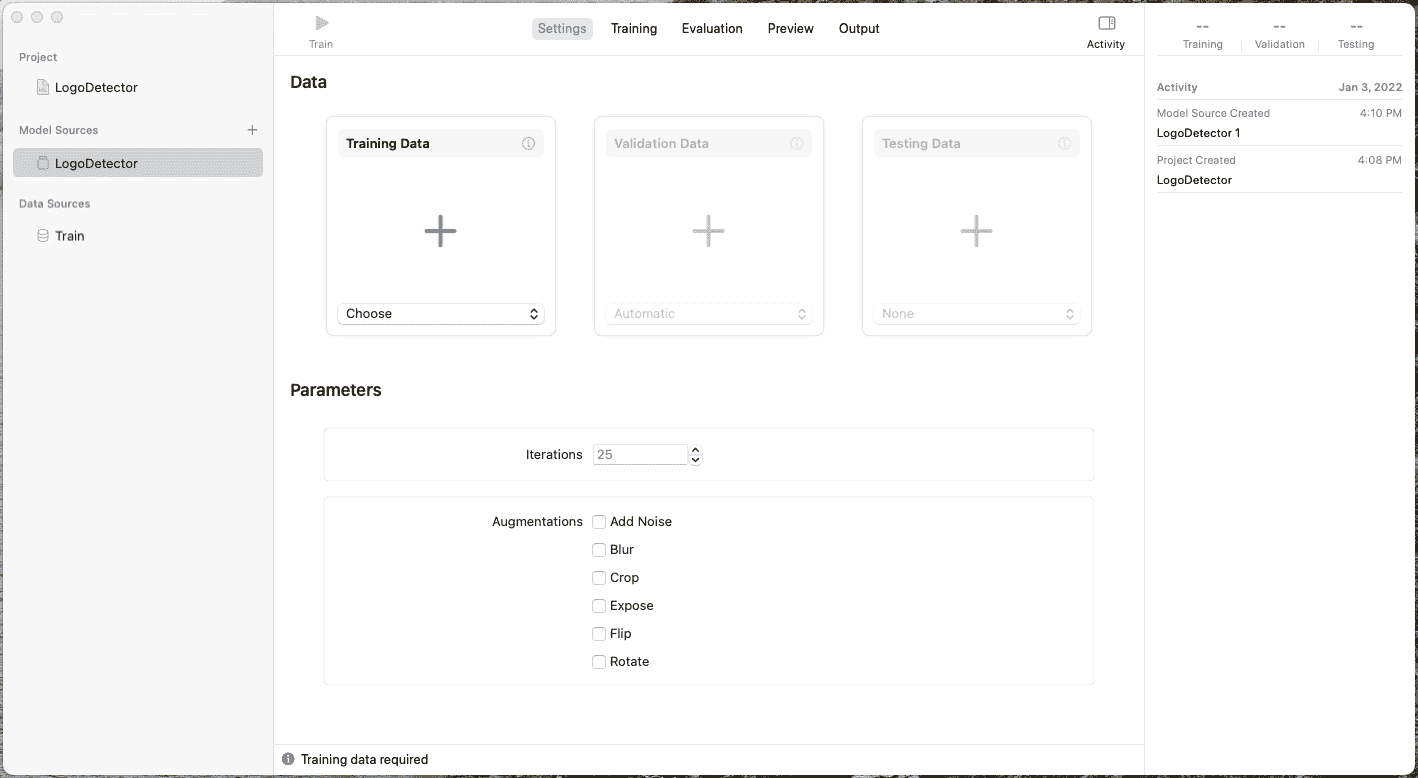 Train
Settings Training Evaluation Preview Output
Activity
-- -- --
Training Validation Testing
Project
LogoDetector
Model Sources
LogoDetector
Data Sources
Train
Data
Training Data
Choose
Validation Data
Automatic
Testing Data
None
Parameters
Iterations 25
Augmentations Add Noise
Blur
Crop
Expose
Flip
Rotate
Training data required
Activity Jan 3, 2022
Model Source Created 4:10 PM
LogoDetector 1
Project Created 4:08 PM
LogoDetector